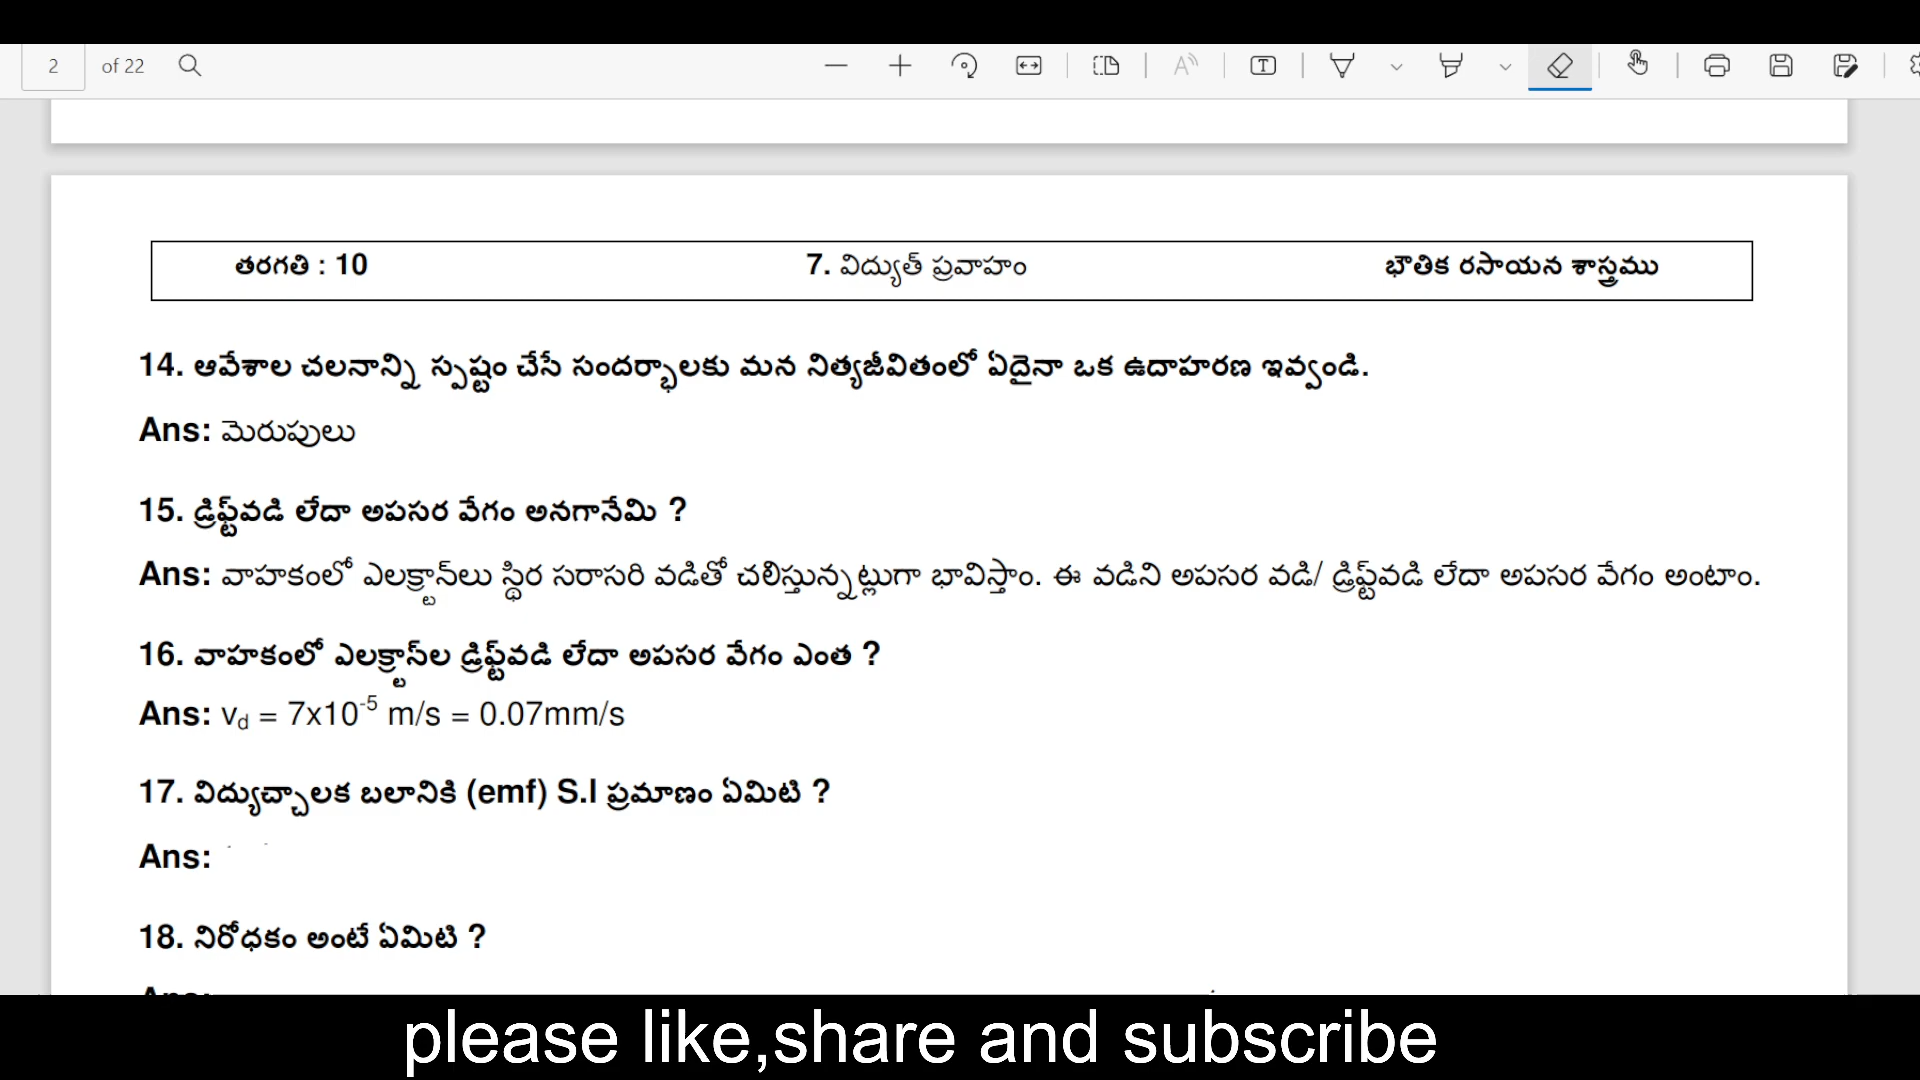 2 of 22
తరగతి : 10 7. విద్యుత్ ప్రవాహం భౌతిక రసాయన శాస్త్రము
14. ఆవేశాల చలనాన్ని స్పష్టం చేసే సందర్భాలకు మన నిత్యజీవితంలో ఏదైనా ఒక ఉదాహరణ ఇవ్వండి.
Ans: మెరుపులు
15. డ్రిఫ్ట్‌వడి లేదా అపసర వేగం అనగానేమి ?
Ans: వాహకంలో ఎలక్ట్రాన్‌లు స్థిర సరాసరి వడితో చలిస్తున్నట్లుగా భావిస్తాం. ఈ వడిని అపసర వడి/ డ్రిఫ్ట్‌వడి లేదా అపసర వేగం అంటాం.
16. వాహకంలో ఎలక్ట్రాన్‌ల డ్రిఫ్ట్‌వడి లేదా అపసర వేగం ఎంత ?
Ans: vd = 7x10-5 m/s = 0.07mm/s
17. విద్యుచ్చాలక బలానికి (emf) S.I ప్రమాణం ఏమిటి ?
Ans:
18. నిరోధకం అంటే ఏమిటి ?
please like,share and subscribe